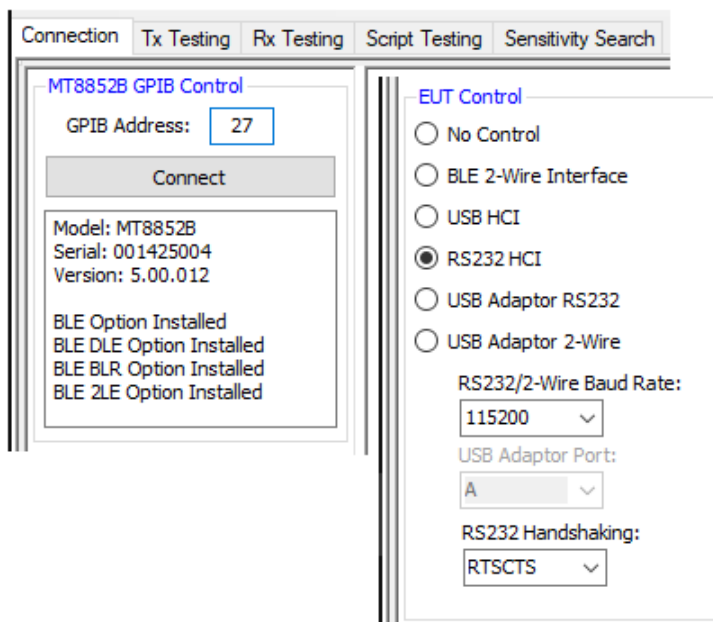 Connection Tx Testing Rx Testing Script Testing Sensitivity Search
MT8852B GPIB Control
GPIB Address: 27
Connect
Model: MT8852B
Serial: 001425004
Version: 5.00.012
BLE Option Installed
BLE DLE Option Installed
BLE BLR Option Installed
BLE 2LE Option Installed
EUT Control
No Control
BLE 2-Wire Interface
USB HCI
RS232 HCI
USB Adaptor RS232
USB Adaptor 2-Wire
RS232/2-Wire Baud Rate:
115200
USB Adaptor Port:
A
RS232 Handshaking:
RTSCTS